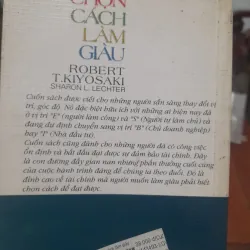 CHỌN
CÁCH
LÀM
GIÀU
ROBERT
T.KIYOSAKI
SHARON L. LECHTER
Cuốn sách được viết cho những người sẵn sàng thay đổi vị
trí, góc độ. Nó đặc biệt hữu ích với những ai hiện nay đã
ở vị trí "E" (người làm công) và "S" (Người tự làm chủ) và
đang dự định chuyển sang vị trí "B" (Chủ doanh nghiệp)
hay "I" (Nhà đầu tư).
Cuốn sách cũng dành cho những người đã có công việc
ổn định và bắt đầu đạt được sự đảm bảo tài chính. Đây
là con đường đầy gian nan nhưng phần thưởng cuối cùng
của cuộc hành trình đáng để chúng ta theo đuổi. Đó là
đỉnh cao về tài chính mà người muốn làm giàu phải biết
chọn cách để đạt được.